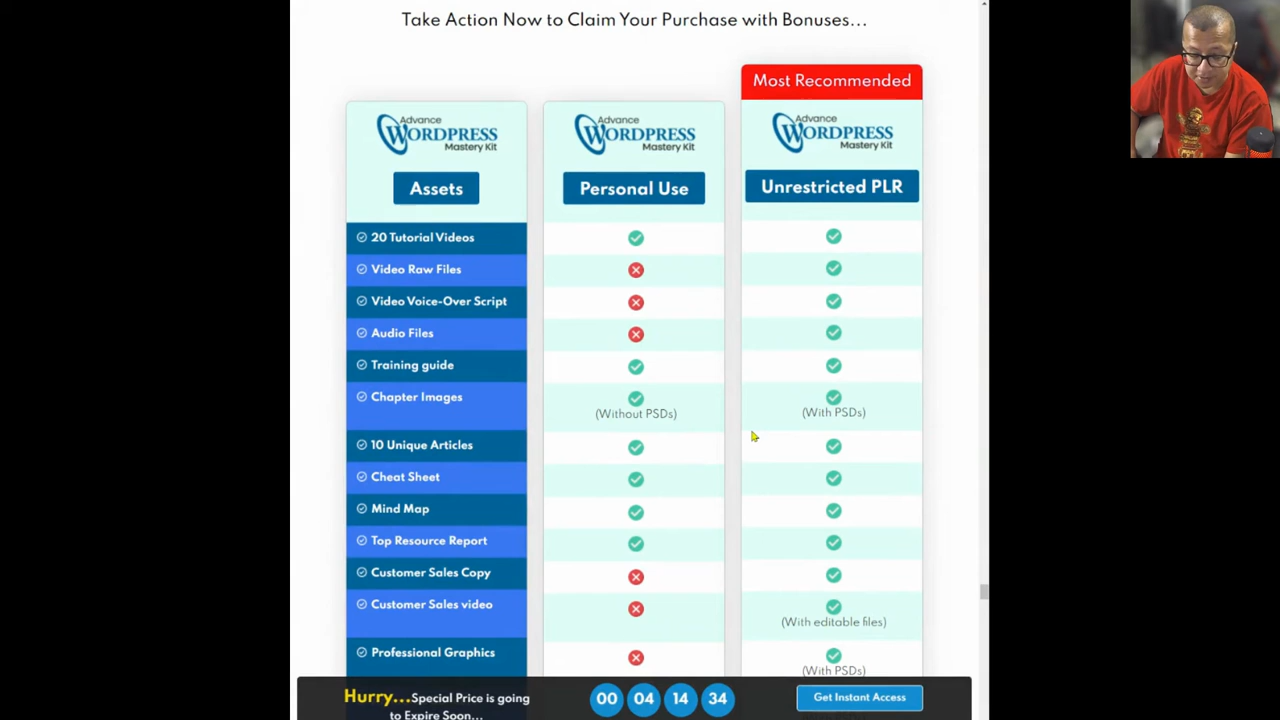 Take Action Now to Claim Your Purchase with Bonuses...
Most Recommended
Advance
WORDPRESS
Mastery Kit
Assets
Advance
WORDPRESS
Mastery Kit
Personal Use
Advance
WORDPRESS
Mastery Kit
Unrestricted PLR
20 Tutorial Videos
Video Raw Files
Video Voice-Over Script
Audio Files
Training guide
Chapter Images
(Without PSDs)
(With PSDs)
10 Unique Articles
Cheat Sheet
Mind Map
Top Resource Report
Customer Sales Copy
Customer Sales video
(With editable files)
Professional Graphics
(With PSDs)
Hurry...Special Price is going
to Expire Soon...
00 04 14 34
Get Instant Access